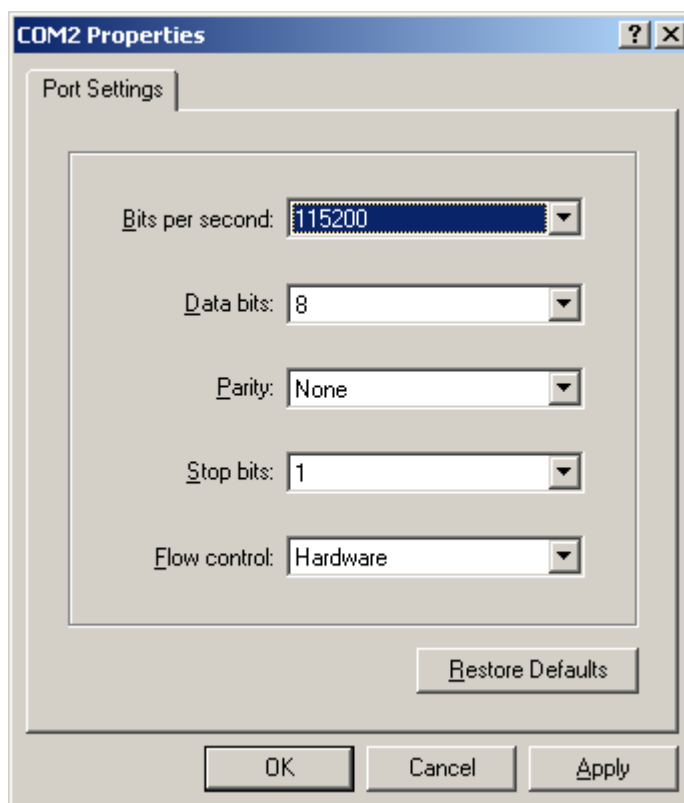 COM2 Properties
Port Settings
Bits per second: 115200
Data bits: 8
Parity: None
Stop bits: 1
Flow control: Hardware
Restore Defaults
OK Cancel Apply